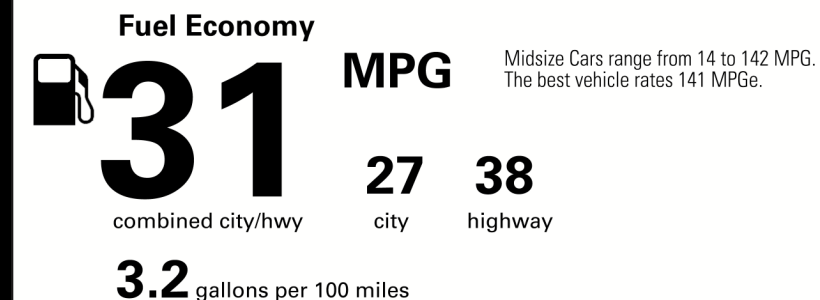 Fuel Economy
31 MPG
Midsize Cars range from 14 to 142 MPG.
The best vehicle rates 141 MPGe.
27 38
combined city/hwy city highway
3.2 gallons per 100 miles